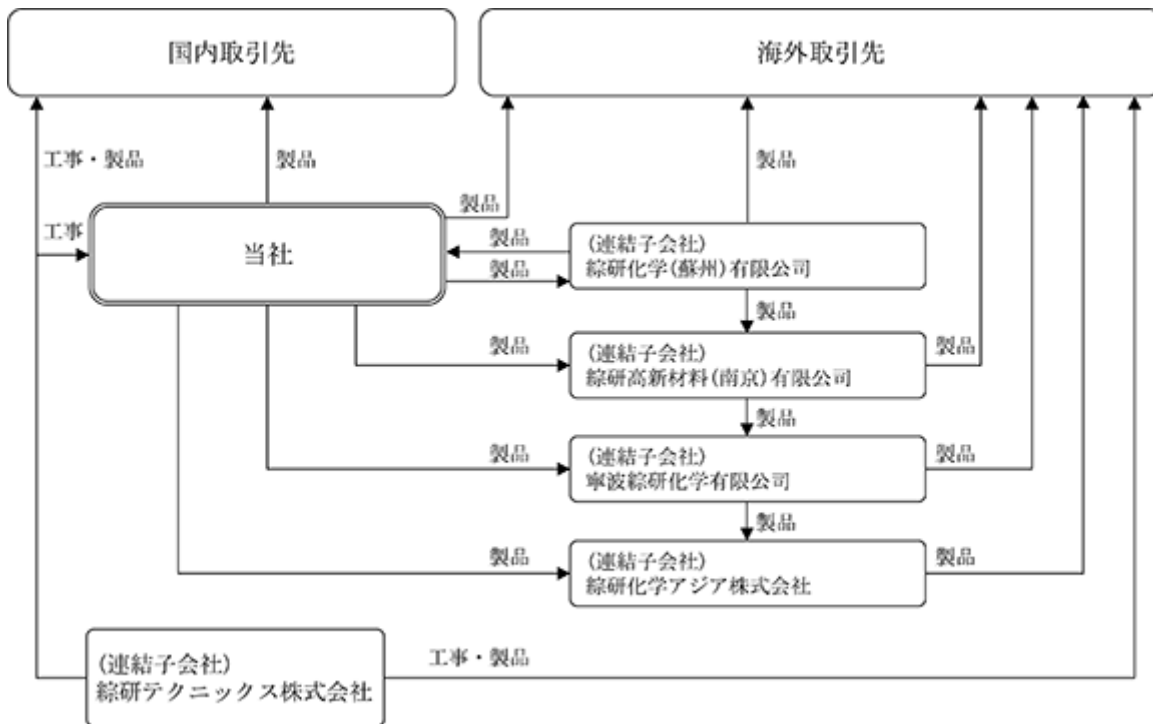 国内取引先
海外取引先
工事・製品
製品
製品
製品
工事
当社
製品
製品
(連結子会社)
綜研化学(蘇州)有限公司
製品
製品
(連結子会社)
綜研高新材料(南京)有限公司
製品
製品
製品
(連結子会社)
寧波綜研化学有限公司
製品
製品
製品
(連結子会社)
綜研化学アジア株式会社
製品
(連結子会社)
綜研テクニックス株式会社
工事・製品